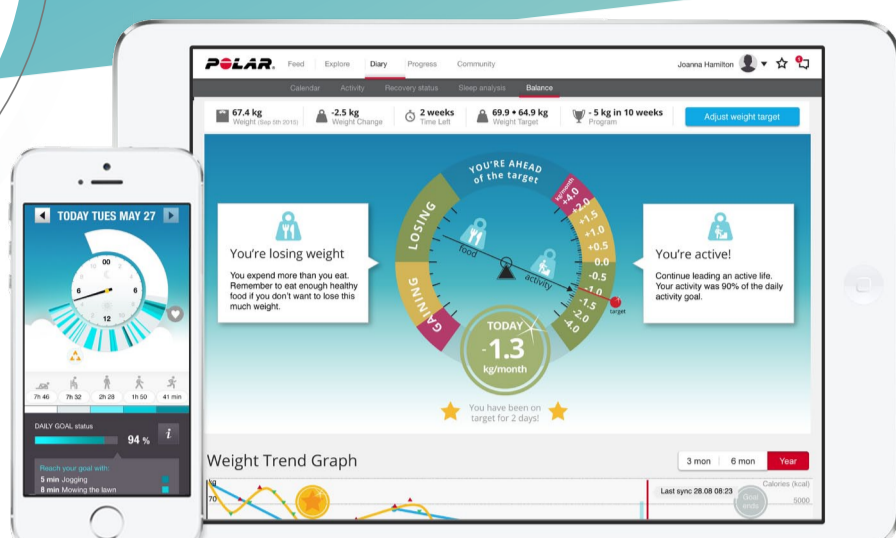 POLAR.
Feed
Explore
Diary
Progress
Community
Joanna Hamilton
1
Calendar
Activity
Recovery status
Sleep analysis
Balance
67.4 kg
Weight (Sep 5th 2015)
-2.5 kg
Weight Change
2 weeks
Time Left
69.9 • 64.9 kg
Weight Target
- 5 kg in 10 weeks
Program
Adjust weight target
You're losing weight
You expend more than you eat.
Remember to eat enough healthy
food if you don't want to lose this
much weight.
YOU'RE AHEAD
of the target
LOSING
GAINING
food
activity
kg/month
+4.0
+2.0
+1.5
+1.0
+0.5
0.0
-0.5
-1.0
-1.5
-2.0
-4.0
target
TODAY
-1.3
kg/month
You have been on
target for 2 days!
You're active!
Continue leading an active life.
Your activity was 90% of the daily
activity goal.
Weight Trend Graph
3 mon
6 mon
Year
kg
70
Last sync 28.08 08:23
Goal
ends
Calories (kcal)
5000
TODAY TUES MAY 27
00
6
6
12
7h 46
7h 32
2h 28
1h 50
41 min
DAILY GOAL status
94 %
i
Reach your goal with:
5 min Jogging
8 min Mowing the lawn